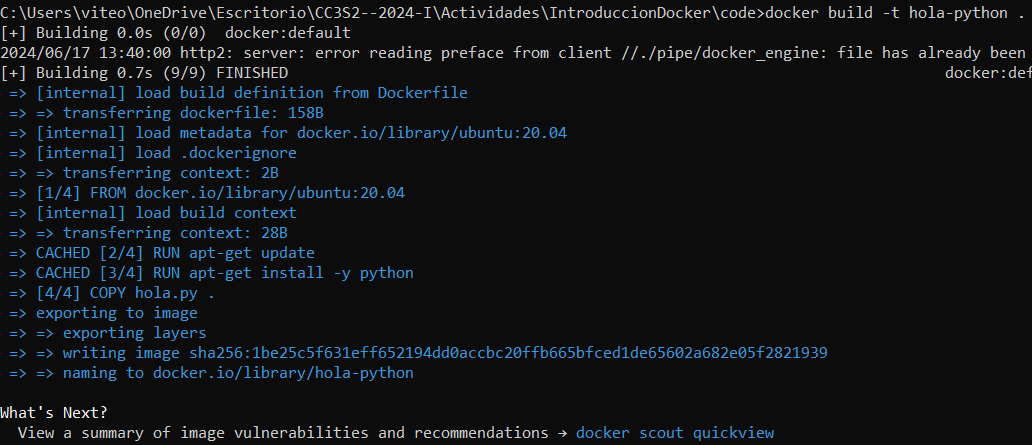 C:\Users\viteo\OneDrive\Escritorio\CC3S2--2024-I\Actividades\IntroduccionDocker\code>docker build -t hola-python .
[+] Building 0.0s (0/0)  docker:default
2024/06/17 13:40:00 http2: server: error reading preface from client //./pipe/docker_engine: file has already been
[+] Building 0.7s (9/9) FINISHED docker:def
=> [internal] load build definition from Dockerfile
=> => transferring dockerfile: 158B
=> [internal] load metadata for docker.io/library/ubuntu:20.04
=> [internal] load .dockerignore
=> => transferring context: 2B
=> [1/4] FROM docker.io/library/ubuntu:20.04
=> [internal] load build context
=> => transferring context: 28B
=> CACHED [2/4] RUN apt-get update
=> CACHED [3/4] RUN apt-get install -y python
=> [4/4] COPY hola.py .
=> exporting to image
=> => exporting layers
=> => writing image sha256:1be25c5f631eff652194dd0accbc20ffb665bfced1de65602a682e05f2821939
=> => naming to docker.io/library/hola-python
What's Next?
View a summary of image vulnerabilities and recommendations → docker scout quickview